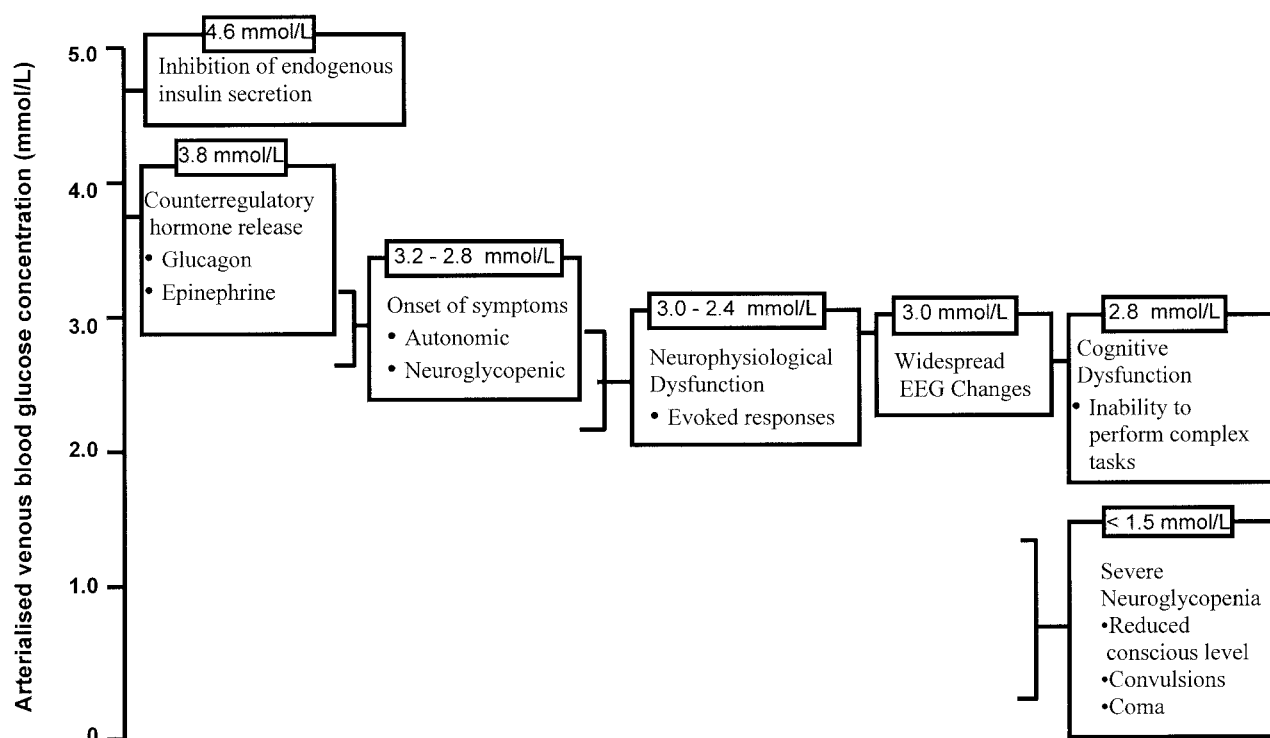 Arterialised venous blood glucose concentration (mmol/L)
5.0
4.0
3.0
2.0
1.0
0
4.6 mmol/L
Inhibition of endogenous
insulin secretion
3.8 mmol/L
Counterregulatory
hormone release
• Glucagon
• Epinephrine
3.2 - 2.8 mmol/L
Onset of symptoms
• Autonomic
• Neuroglycopenic
3.0 - 2.4 mmol/L
Neurophysiological
Dysfunction
• Evoked responses
3.0 mmol/L
Widespread
EEG Changes
2.8 mmol/L
Cognitive
Dysfunction
• Inability to
perform complex
tasks
< 1.5 mmol/L
Severe
Neuroglycopenia
•Reduced
conscious level
•Convulsions
•Coma